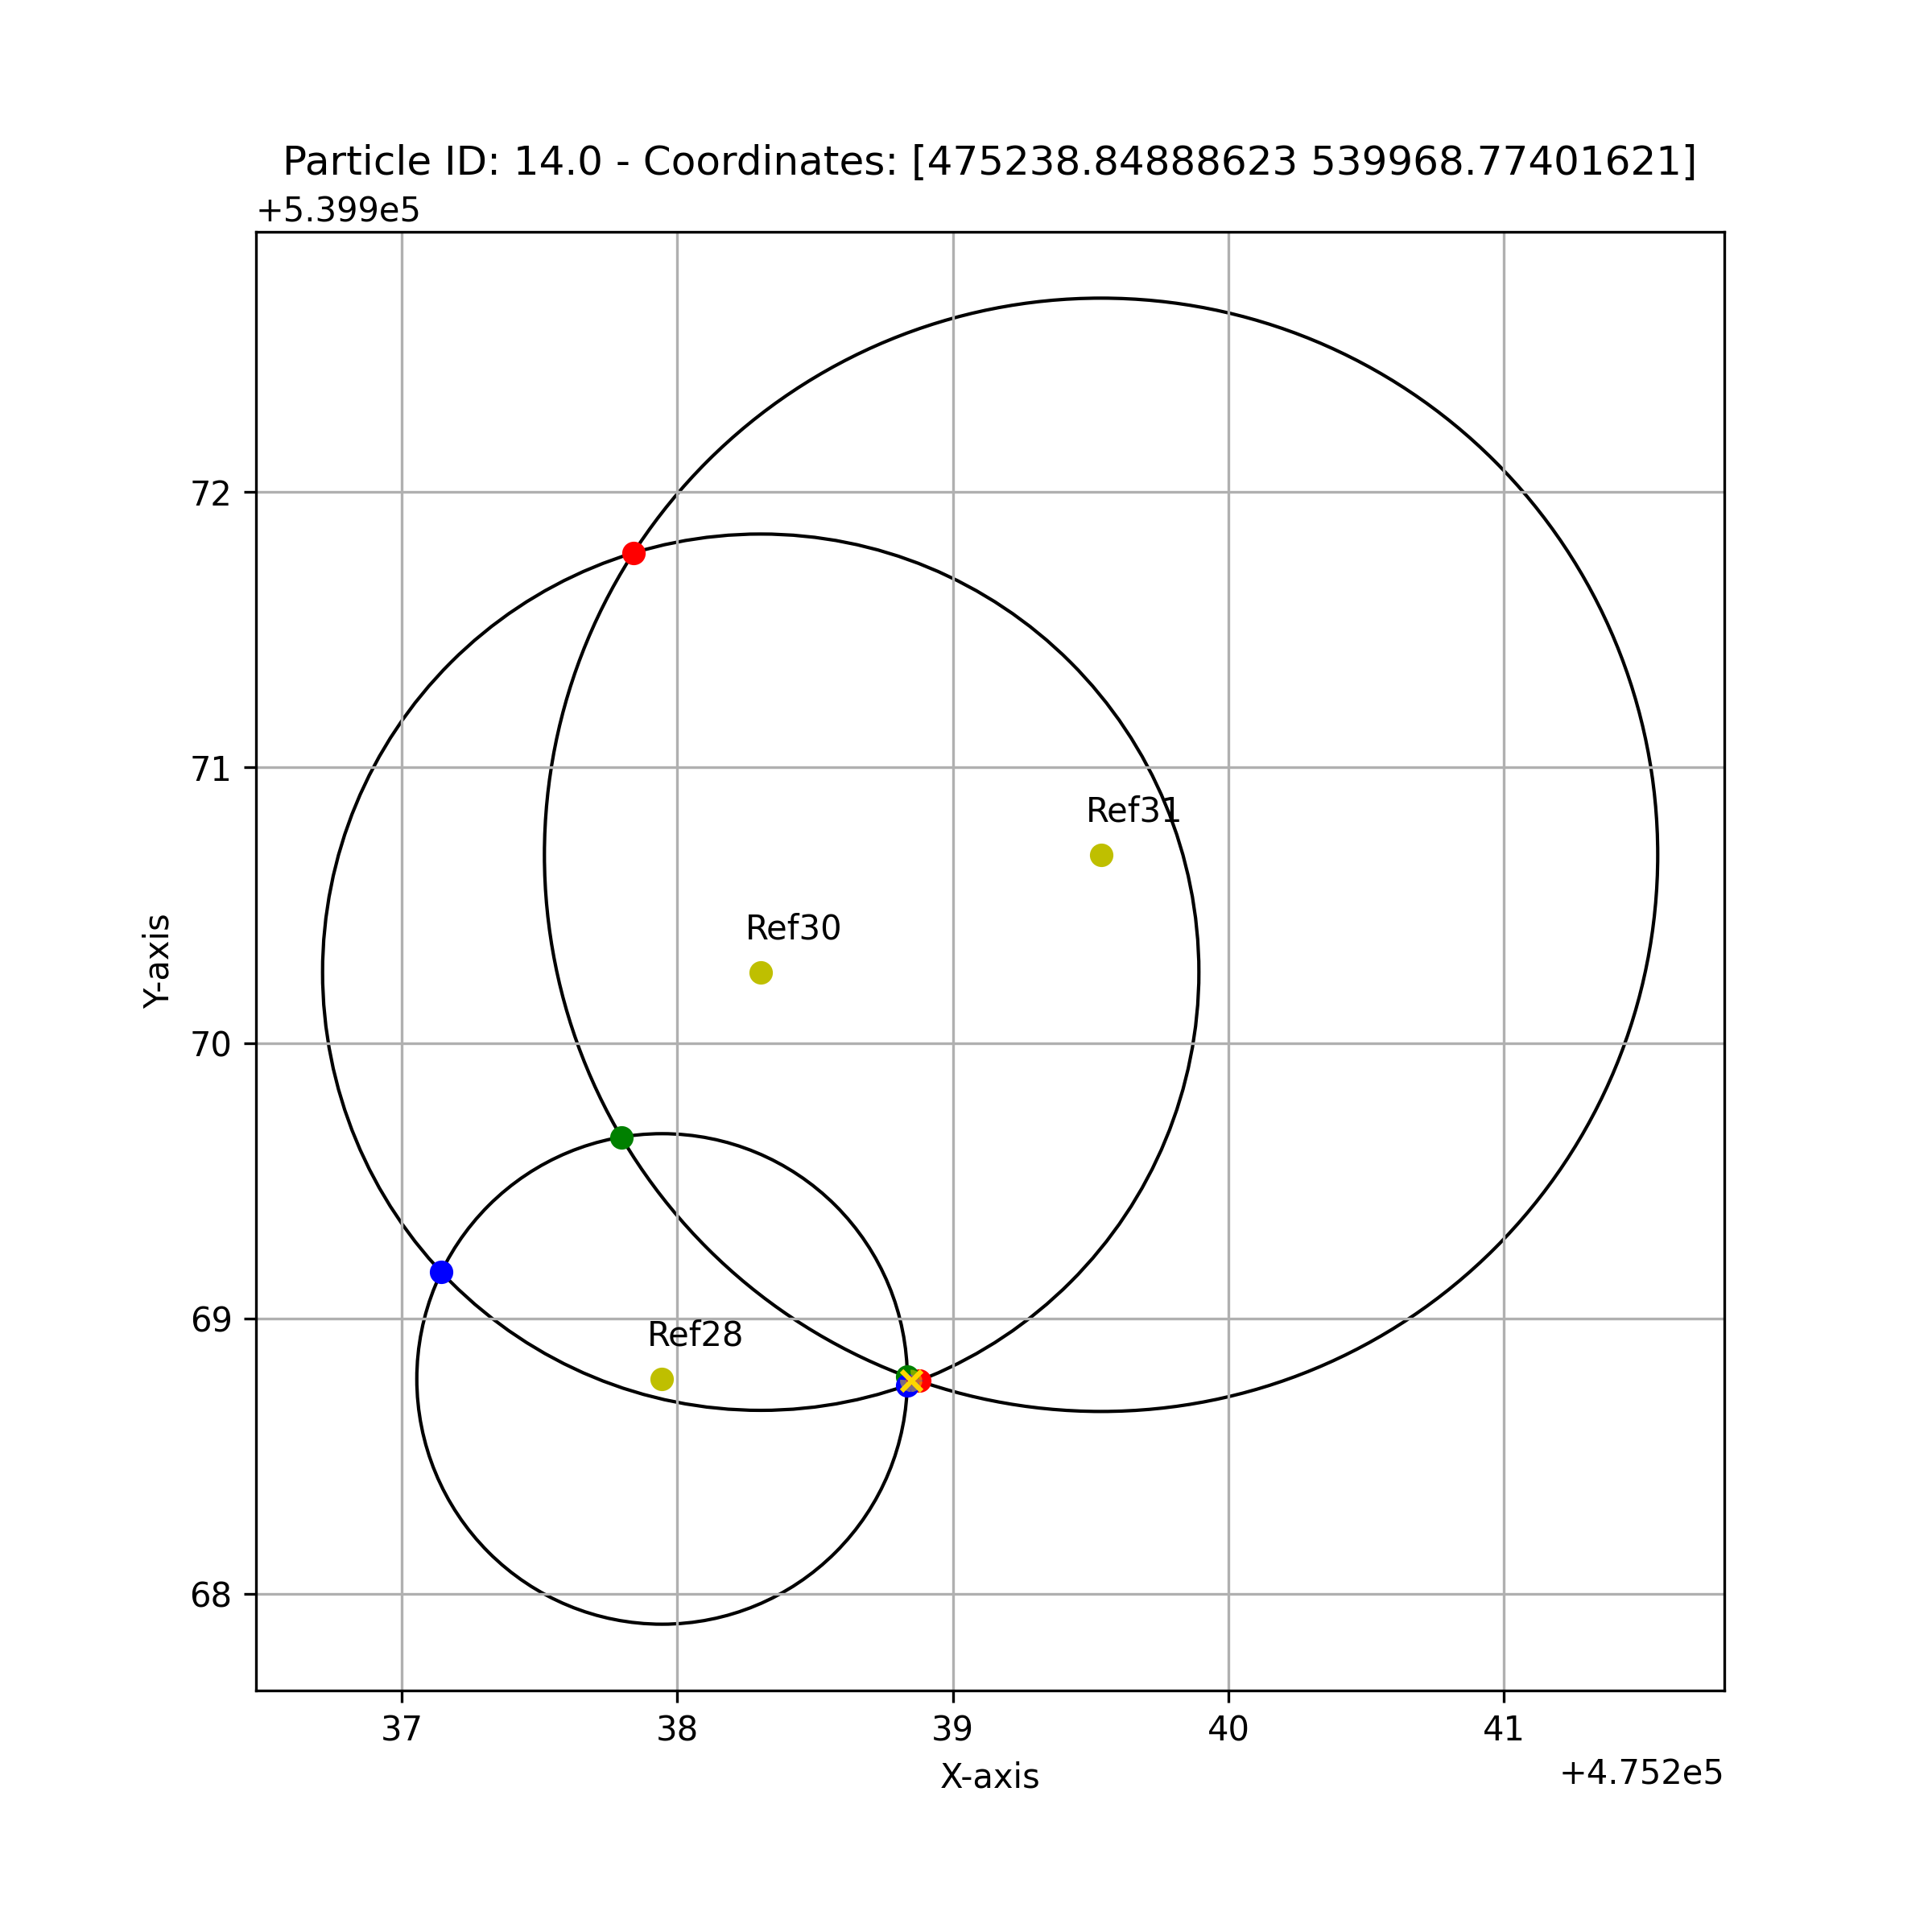 Particle ID: 14.0 - Coordinates: [475238.84888623 539968.77401621]
+5.399e5
72
71
Ref31
Ref30
Y-axis
70
69
Ref28
68
37 38 39 40 41
X-axis
+4.752e5